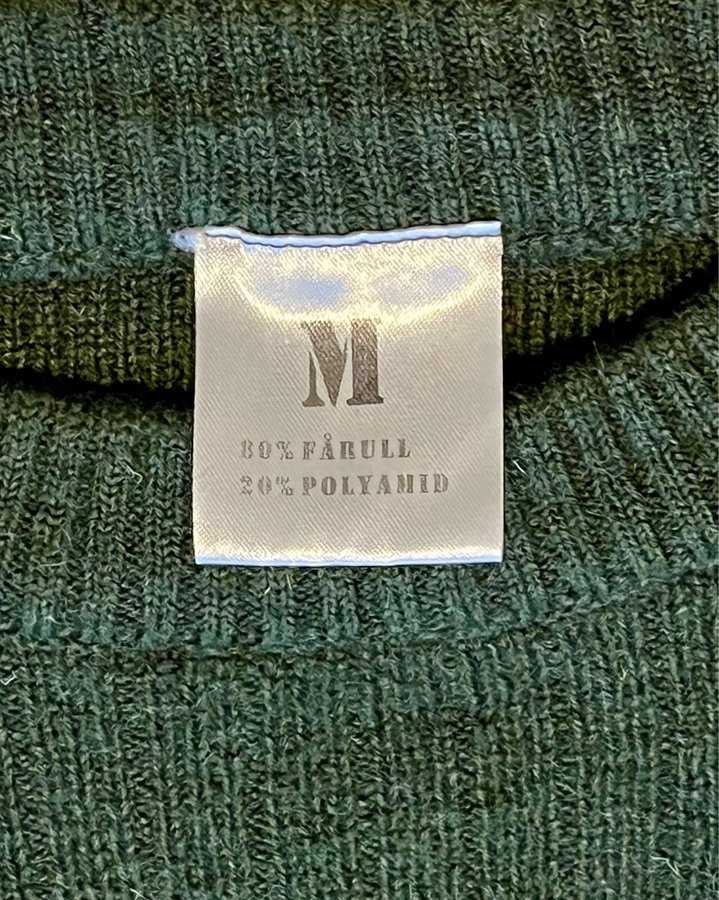 M
80% FÅRULL
20% POLYAMID